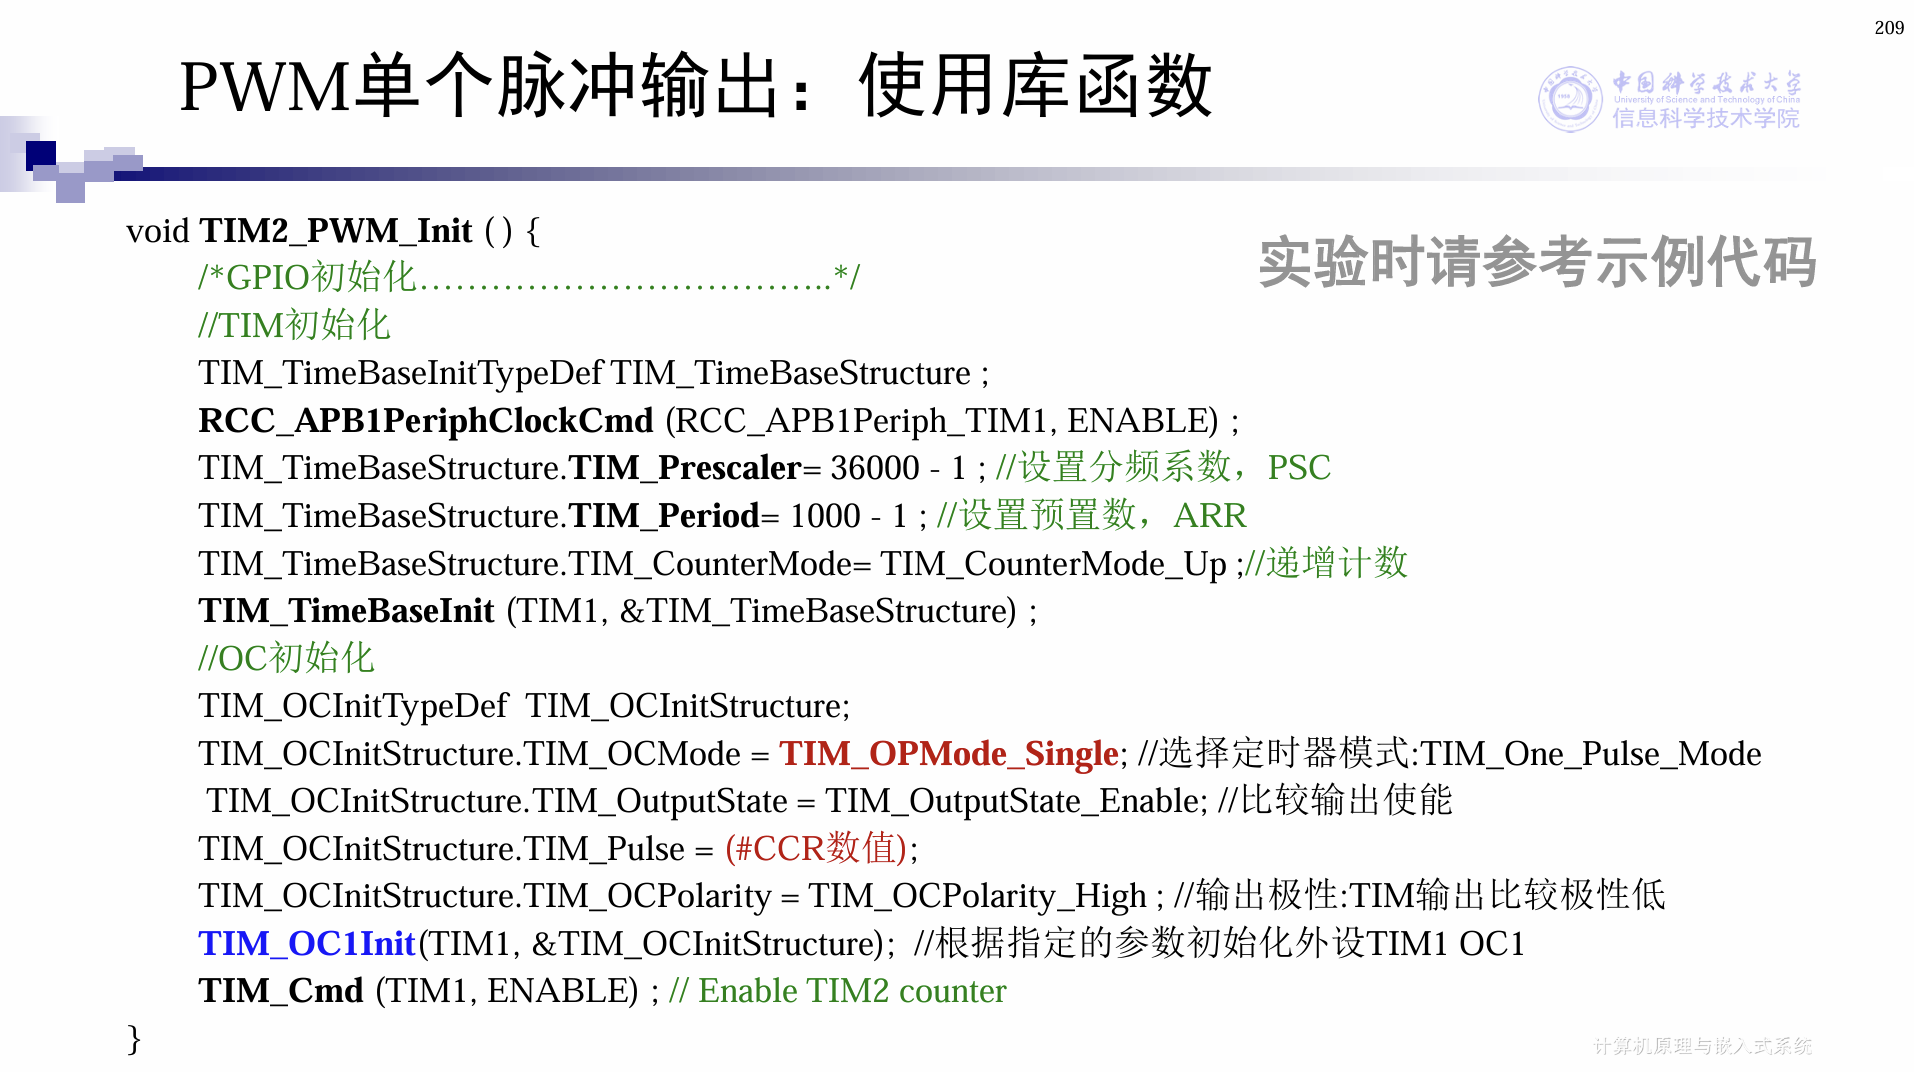 209
PWM单个脉冲输出：使用库函数
中国科学技术大学
University of Science and Technology of China
信息科学技术学院
void TIM2_PWM_Init ( ) {
实验时请参考示例代码
/*GPIO初始化……………………………..*/
//TIM初始化
TIM_TimeBaseInitTypeDef TIM_TimeBaseStructure ;
RCC_APB1PeriphClockCmd (RCC_APB1Periph_TIM1, ENABLE) ;
TIM_TimeBaseStructure.TIM_Prescaler= 36000 - 1 ; //设置分频系数，PSC
TIM_TimeBaseStructure.TIM_Period= 1000 - 1 ; //设置预置数，ARR
TIM_TimeBaseStructure.TIM_CounterMode= TIM_CounterMode_Up ;//递增计数
TIM_TimeBaseInit (TIM1, &TIM_TimeBaseStructure) ;
//OC初始化
TIM_OCInitTypeDef  TIM_OCInitStructure;
TIM_OCInitStructure.TIM_OCMode = TIM_OPMode_Single; //选择定时器模式:TIM_One_Pulse_Mode
TIM_OCInitStructure.TIM_OutputState = TIM_OutputState_Enable; //比较输出使能
TIM_OCInitStructure.TIM_Pulse = (#CCR数值);
TIM_OCInitStructure.TIM_OCPolarity = TIM_OCPolarity_High ; //输出极性:TIM输出比较极性低
TIM_OC1Init(TIM1, &TIM_OCInitStructure);  //根据指定的参数初始化外设TIM1 OC1
TIM_Cmd (TIM1, ENABLE) ; // Enable TIM2 counter
}
计算机原理与嵌入式系统